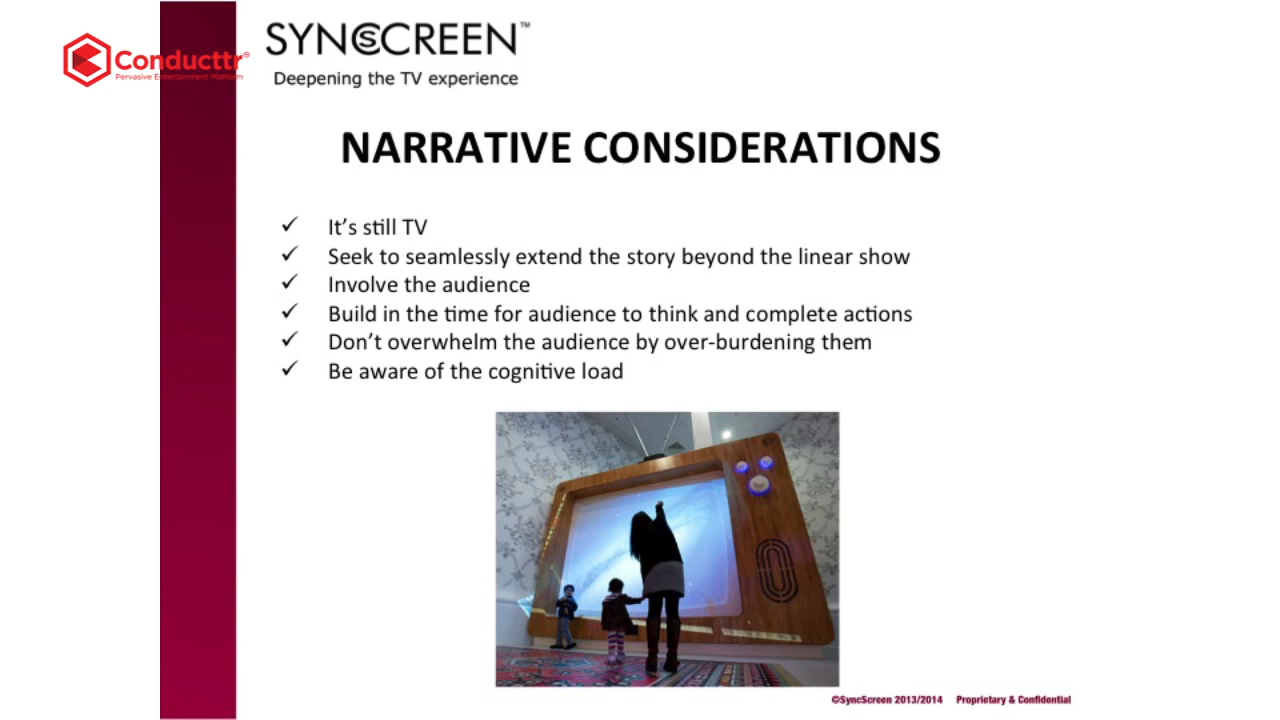 Conducttr®
Pervasive Entertainment Platform
SYNCSCREEN™
Deepening the TV experience
NARRATIVE CONSIDERATIONS
✓ It's still TV
✓ Seek to seamlessly extend the story beyond the linear show
✓ Involve the audience
✓ Build in the time for audience to think and complete actions
✓ Don't overwhelm the audience by over-burdening them
✓ Be aware of the cognitive load
©SyncScreen 2013/2014 Proprietary & Confidential